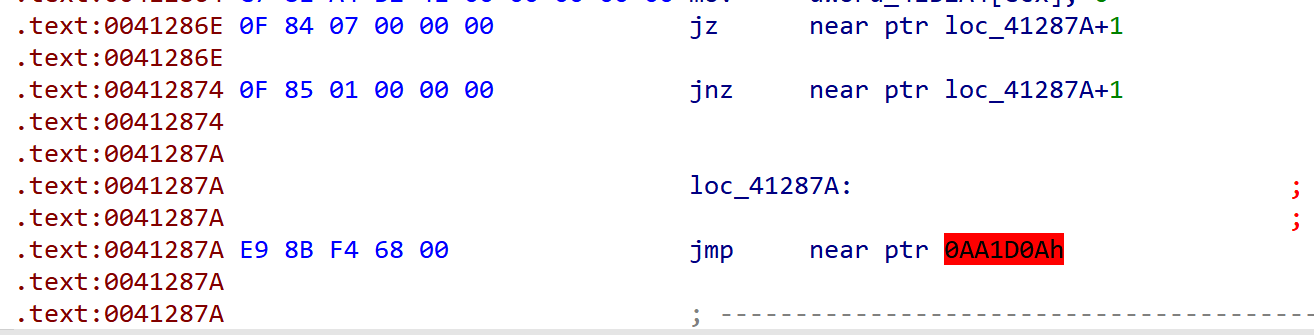 .text:0041286E 0F 84 07 00 00 00 jz near ptr loc_41287A+1
.text:0041286E
.text:00412874 0F 85 01 00 00 00 jnz near ptr loc_41287A+1
.text:00412874
.text:0041287A
.text:0041287A loc_41287A: ;
.text:0041287A ;
.text:0041287A E9 8B F4 68 00 jmp near ptr 0AA1D0Ah
.text:0041287A
.text:0041287A ; ---------------------------------------